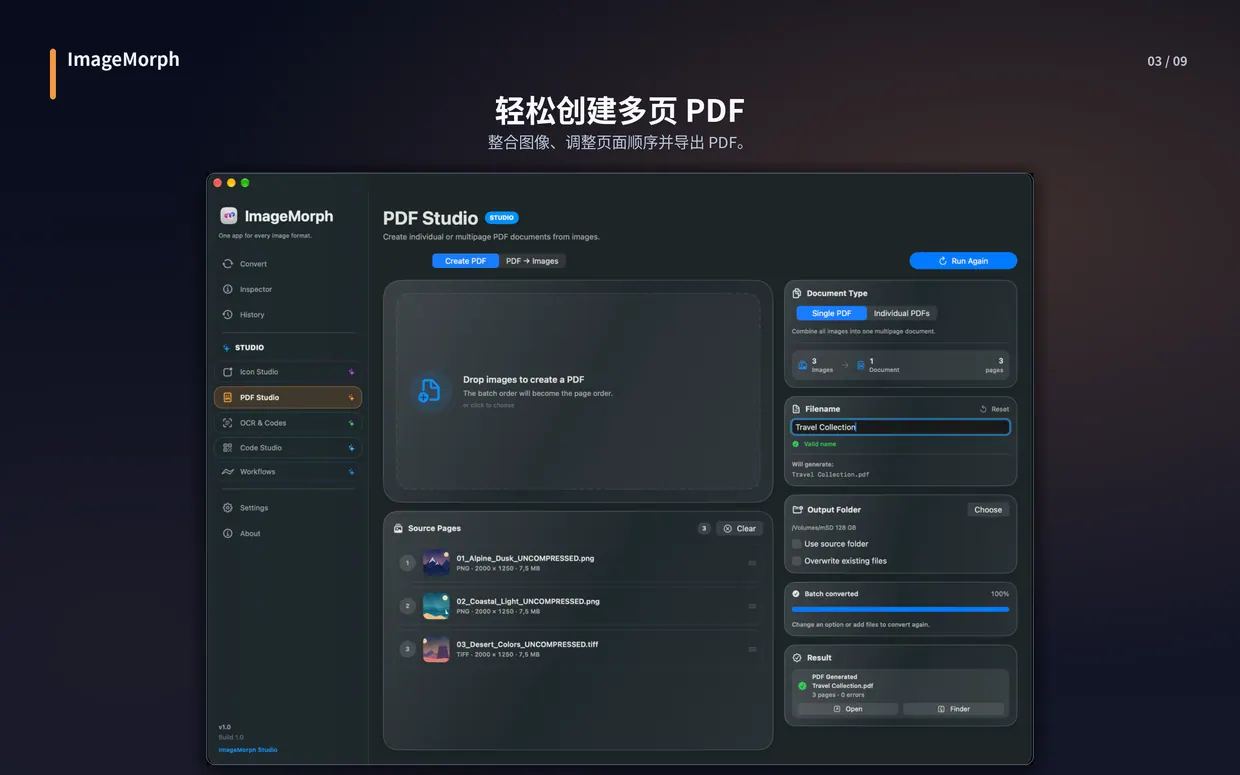 ImageMorph
03 / 09
轻松创建多页 PDF
整合图像、调整页面顺序并导出 PDF。
ImageMorph
One app for every image format.
Convert
Inspector
History
STUDIO
Icon Studio
PDF Studio
OCR & Codes
Code Studio
Workflows
Settings
About
v1.0
Build 1.0
ImageMorph Studio
PDF Studio STUDIO
Create individual or multipage PDF documents from images.
Create PDF PDF → Images
Run Again
Drop images to create a PDF
The batch order will become the page order.
or click to choose
Source Pages 3 Clear
1
01_Alpine_Dusk_UNCOMPRESSED.png
PNG · 2000 × 1250 · 7,5 MB
2
02_Coastal_Light_UNCOMPRESSED.png
PNG · 2000 × 1250 · 7,5 MB
3
03_Desert_Colors_UNCOMPRESSED.tiff
TIFF · 2000 × 1250 · 7,5 MB
Document Type
Single PDF Individual PDFs
Combine all images into one multipage document.
3 → 1 3
Images Document pages
Filename Reset
Travel Collection
Valid name
Will generate:
Travel Collection.pdf
Output Folder Choose
/Volumes/mSD 128 GB
Use source folder
Overwrite existing files
Batch converted 100%
Change an option or add files to convert again.
Result
PDF Generated
Travel Collection.pdf
3 pages · 0 errors
Open Finder